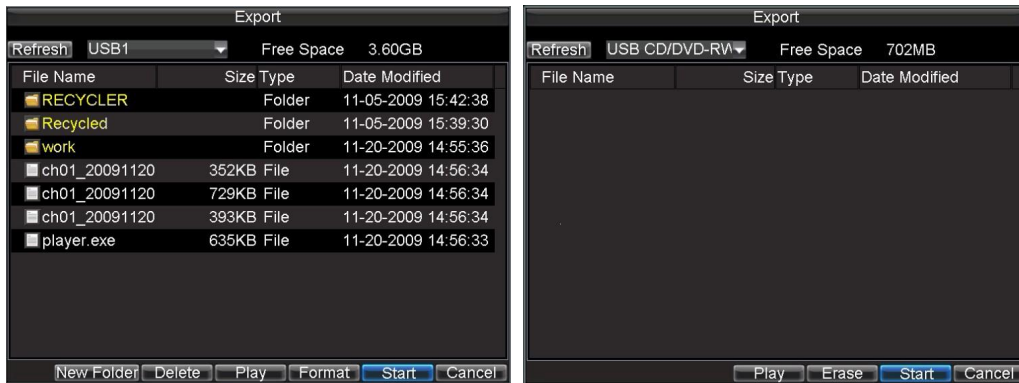 Export
Refresh USB1 Free Space 3.60GB
File Name Size Type Date Modified
RECYCLER Folder 11-05-2009 15:42:38
Recycled Folder 11-05-2009 15:39:30
work Folder 11-20-2009 14:55:36
ch01_20091120 352KB File 11-20-2009 14:56:34
ch01_20091120 729KB File 11-20-2009 14:56:34
ch01_20091120 393KB File 11-20-2009 14:56:34
player.exe 635KB File 11-20-2009 14:56:33
New Folder Delete Play Format Start Cancel
Export
Refresh USB CD/DVD-RW Free Space 702MB
File Name Size Type Date Modified
Play Erase Start Cancel